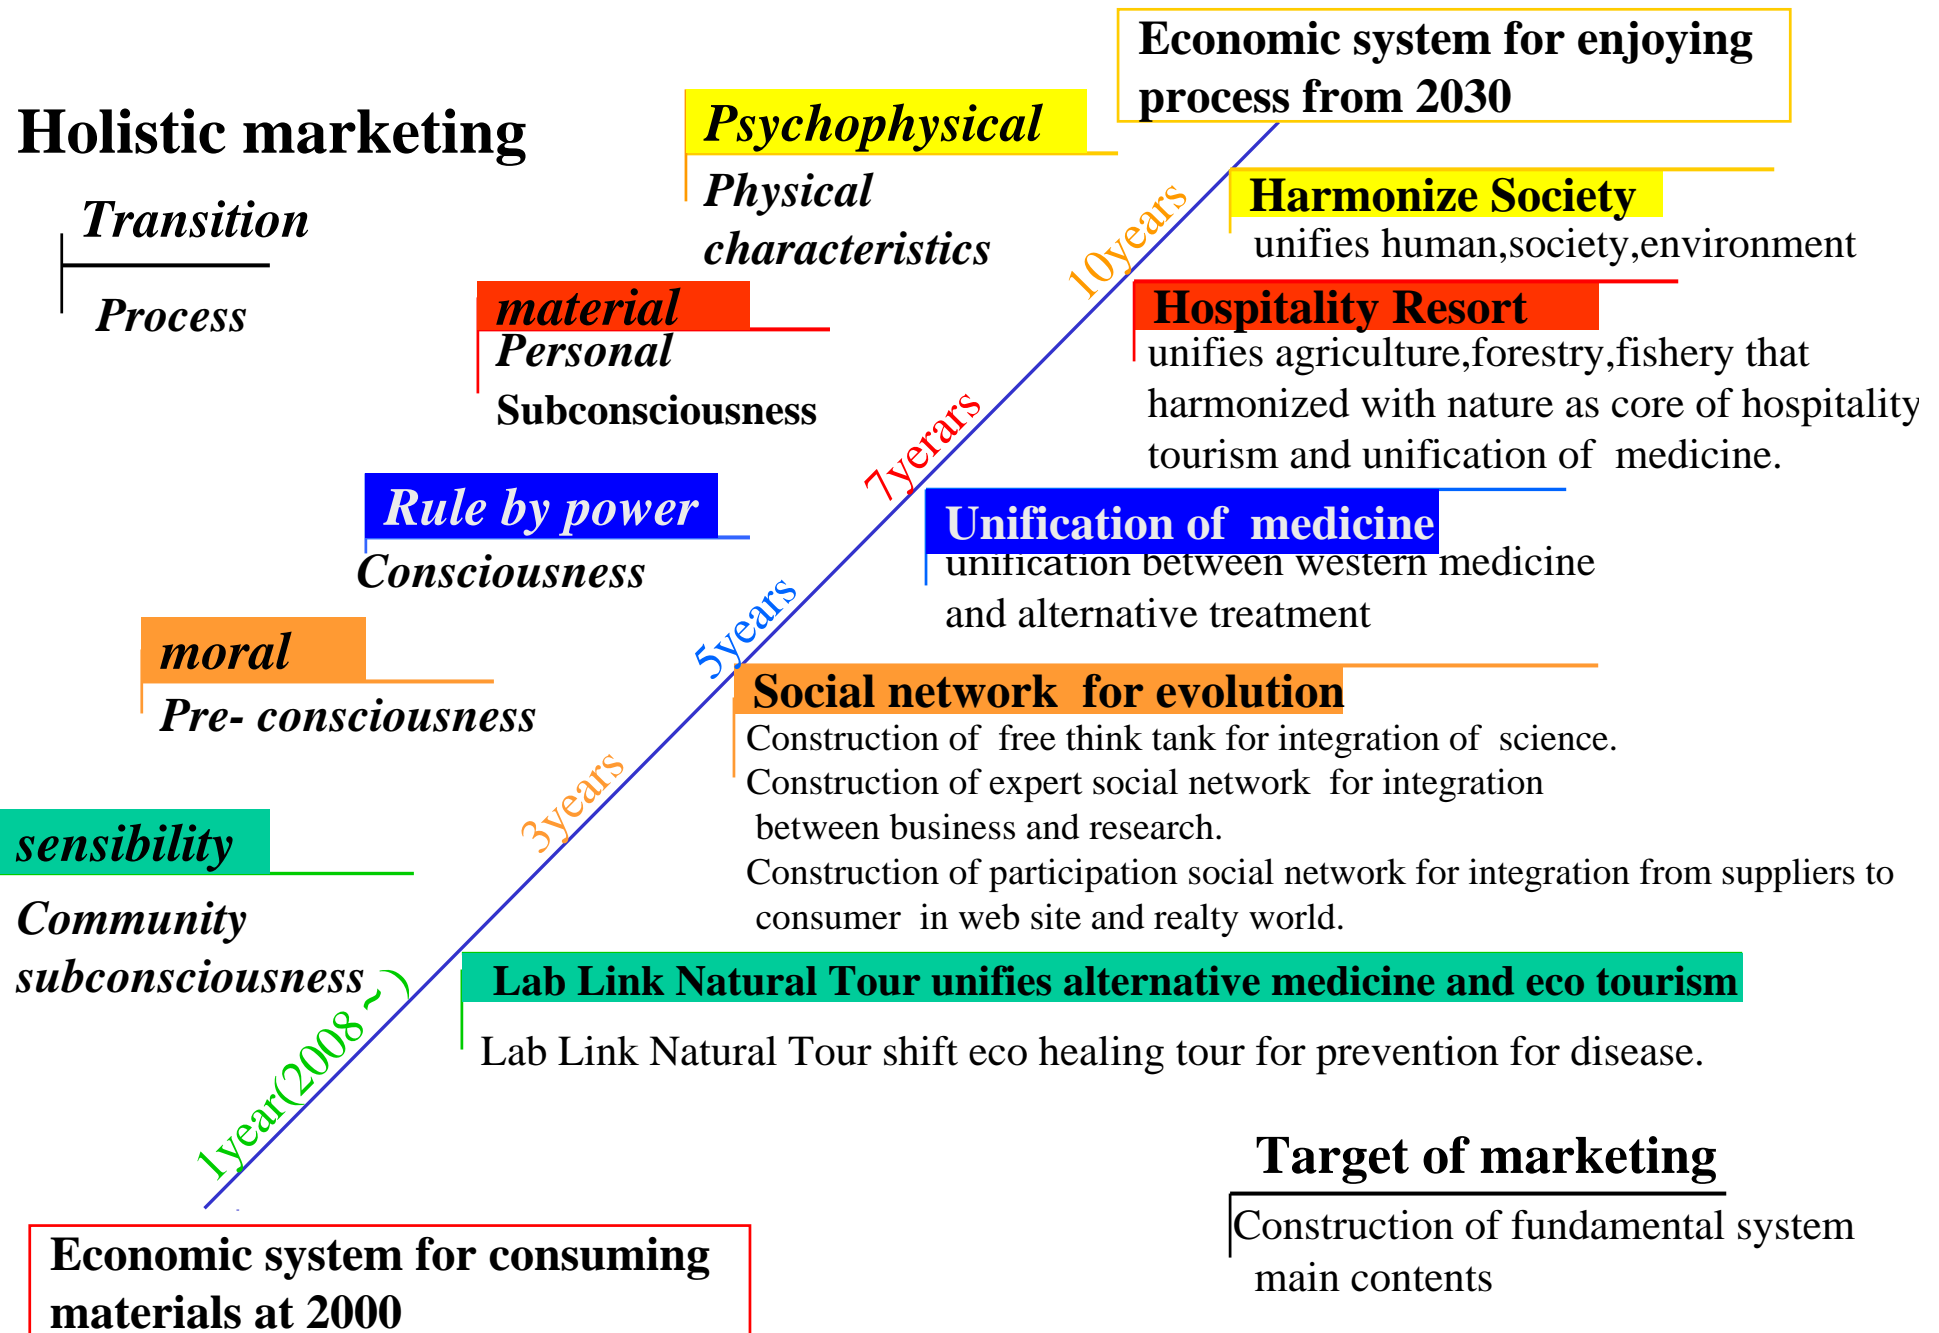 Economic system for enjoying
process from 2030
Holistic marketing
Transition
Process
Psychophysical
Physical
characteristics
10years
Harmonize Society
unifies human,society,environment
material
Personal
Subconsciousness
Hospitality Resort
unifies agriculture,forestry,fishery that
harmonized with nature as core of hospitality
tourism and unification of medicine.
7yerars
Rule by power
Consciousness
Unification of medicine
unification between western medicine
and alternative treatment
5years
moral
Pre- consciousness
Social network for evolution
Construction of free think tank for integration of science.
Construction of expert social network for integration
between business and research.
Construction of participation social network for integration from suppliers to
consumer in web site and realty world.
3years
sensibility
Community
subconsciousness
Lab Link Natural Tour unifies alternative medicine and eco tourism
Lab Link Natural Tour shift eco healing tour for prevention for disease.
1year(2008～)
Target of marketing
Construction of fundamental system
main contents
Economic system for consuming
materials at 2000